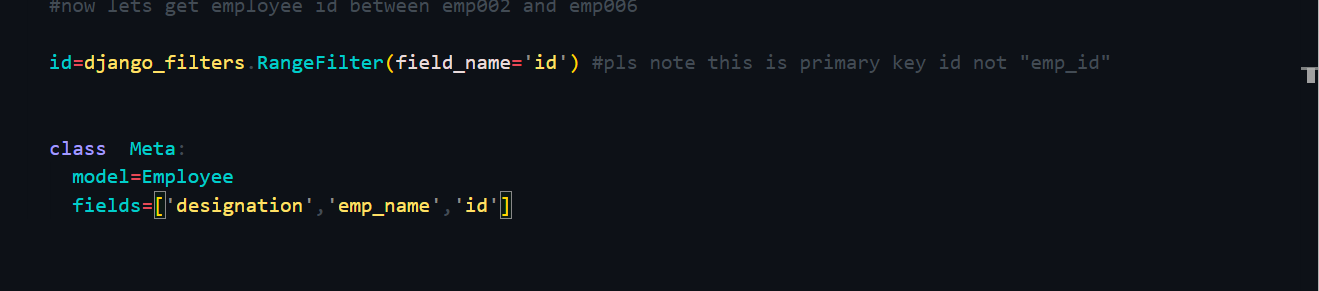 #now lets get employee id between emp002 and emp006
id=django_filters.RangeFilter(field_name='id') #pls note this is primary key id not "emp_id"
class  Meta:
model=Employee
fields=['designation','emp_name','id']